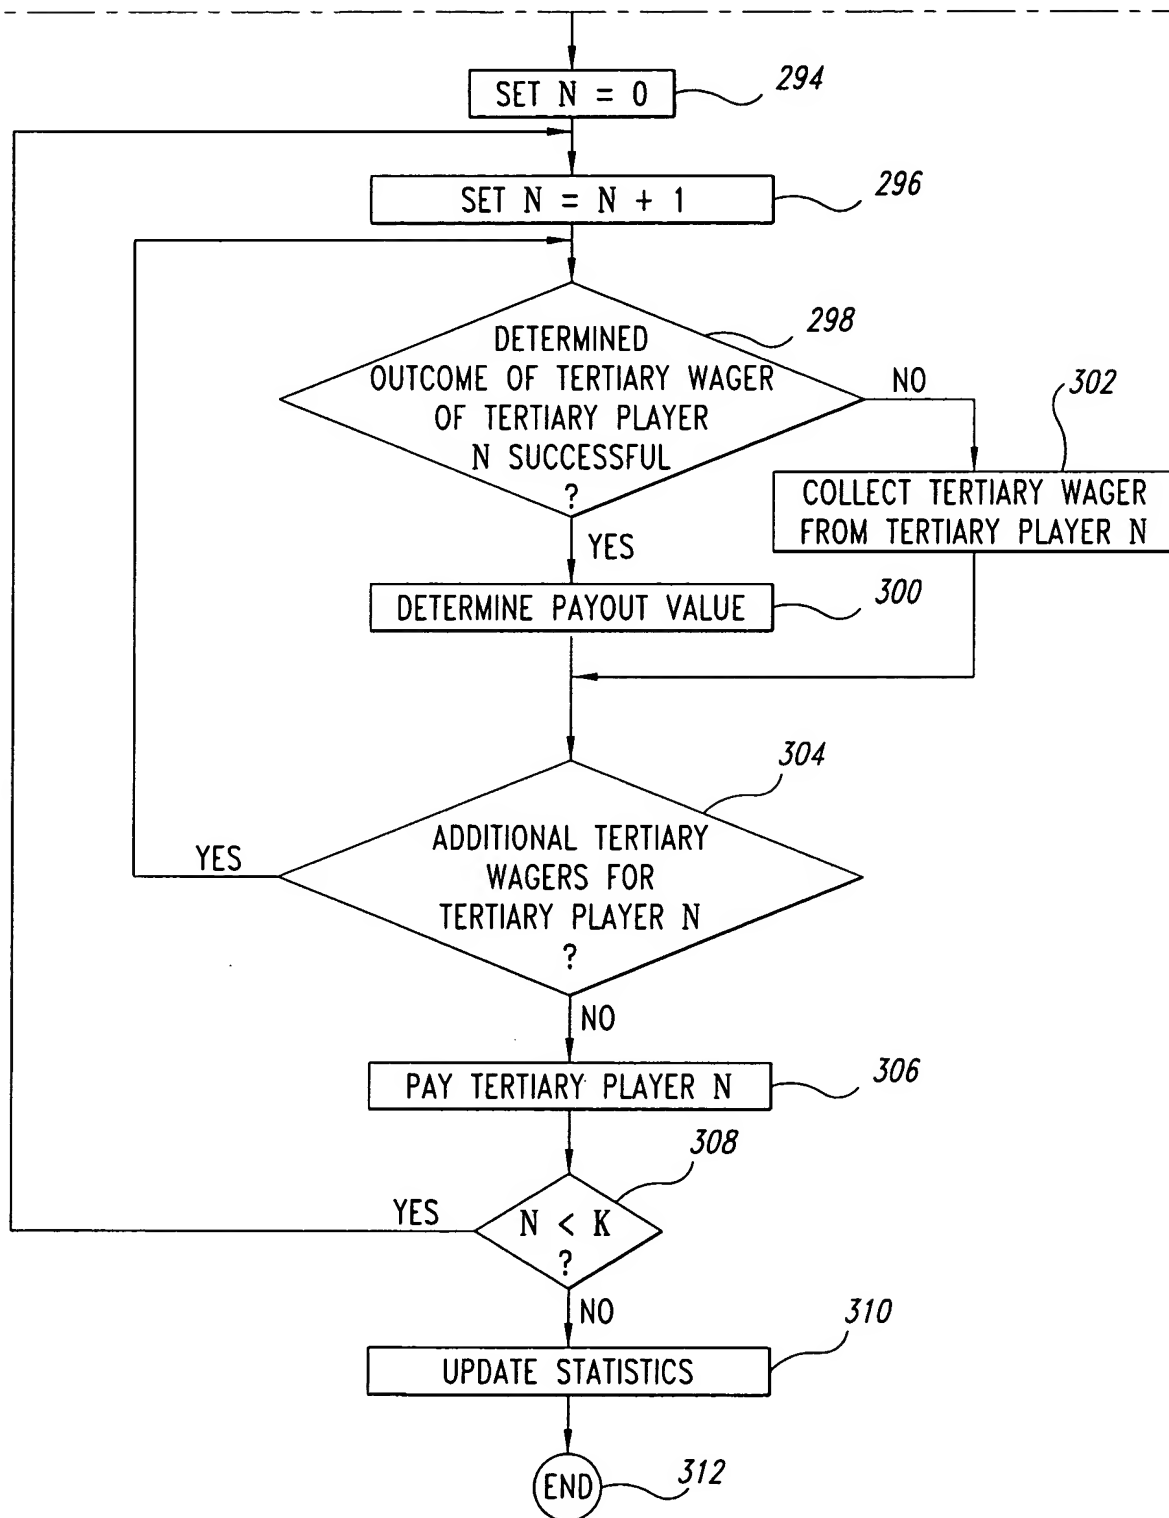 SET N = 0
294
SET N = N + 1
296
298
DETERMINED
OUTCOME OF TERTIARY WAGER
OF TERTIARY PLAYER
N SUCCESSFUL
?
NO
302
COLLECT TERTIARY WAGER
FROM TERTIARY PLAYER N
YES
DETERMINE PAYOUT VALUE
300
304
ADDITIONAL TERTIARY
WAGERS FOR
TERTIARY PLAYER N
?
YES
NO
PAY TERTIARY PLAYER N
306
308
N < K
?
YES
NO
310
UPDATE STATISTICS
END
312